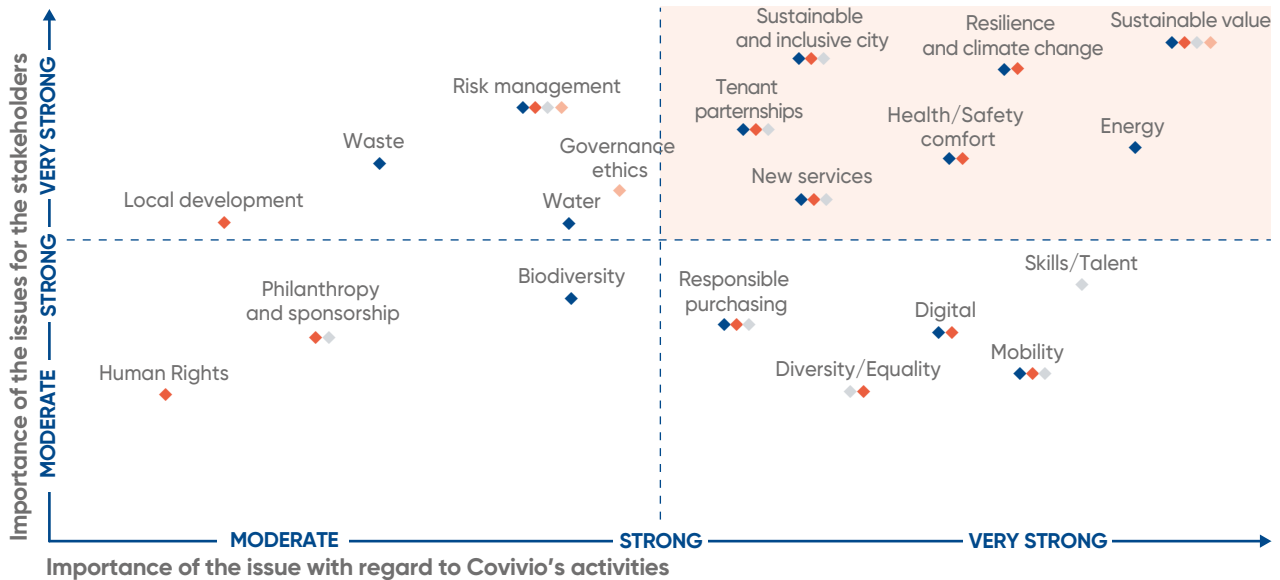 Importance of the issues for the stakeholders
MODERATE
STRONG
VERY STRONG
Sustainable
and inclusive city
Resilience
and climate change
Sustainable value
Risk management
Tenant
parternships
Health/Safety
comfort
Energy
Waste
Governance
ethics
New services
Local development
Water
Biodiversity
Skills/Talent
Philanthropy
and sponsorship
Responsible
purchasing
Digital
Mobility
Human Rights
Diversity/Equality
MODERATE
STRONG
VERY STRONG
Importance of the issue with regard to Covivio's activities